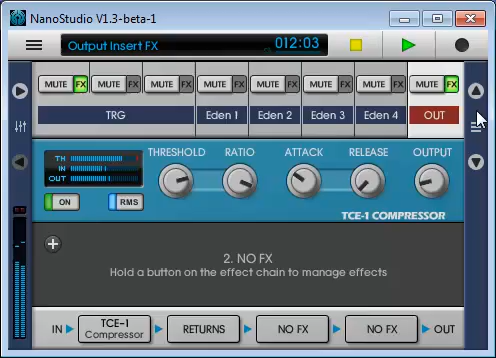 NanoStudio V1.3-beta-1
Output Insert FX 012:03
MUTE FX MUTE FX MUTE FX MUTE FX MUTE FX MUTE FX MUTE FX MUTE FX
TRG Eden 1 Eden 2 Eden 3 Eden 4 OUT
TH
IN
OUT
THRESHOLD RATIO ATTACK RELEASE OUTPUT
ON RMS
TCE-1 COMPRESSOR
2. NO FX
Hold a button on the effect chain to manage effects
IN TCE-1 Compressor RETURNS NO FX NO FX OUT